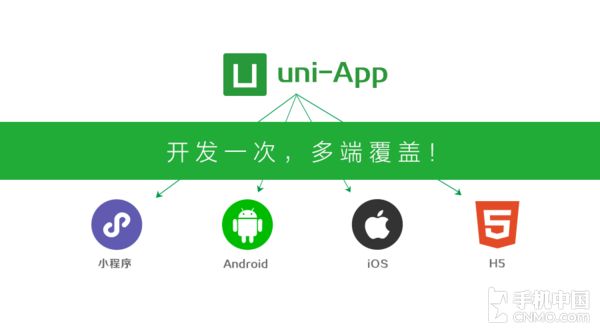 uni-App
开发一次，多端覆盖！
小程序
Android
iOS
H5
手机中国
CNMO.COM